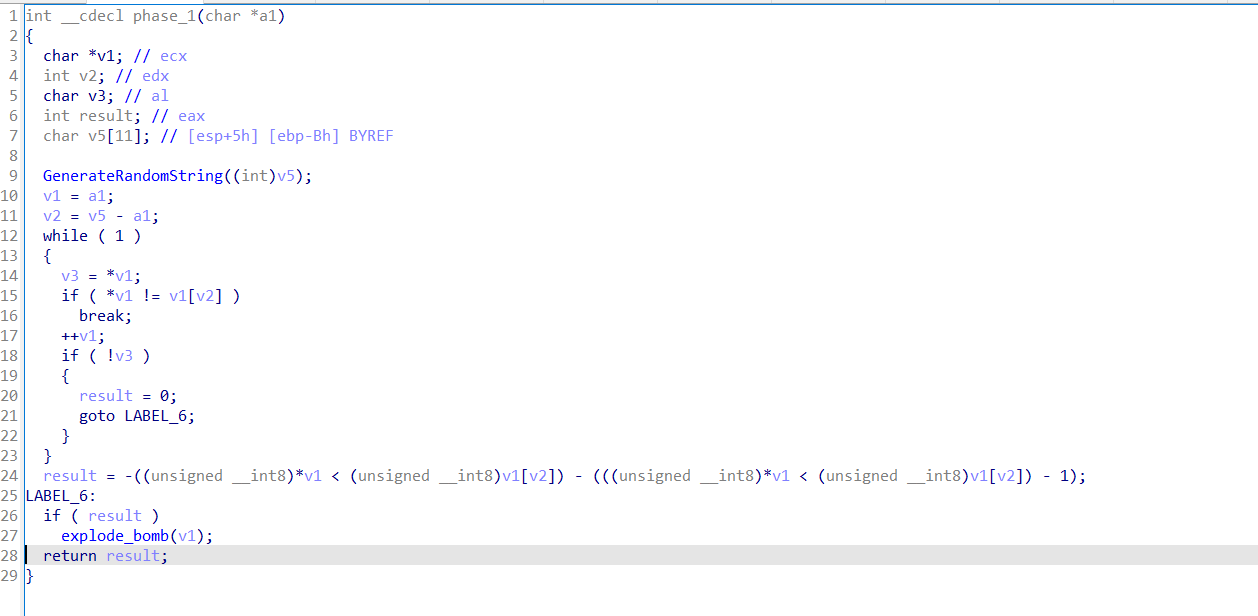 1 int __cdecl phase_1(char *a1)
2 {
3   char *v1; // ecx
4   int v2; // edx
5   char v3; // al
6   int result; // eax
7   char v5[11]; // [esp+5h] [ebp-Bh] BYREF
8
9   GenerateRandomString((int)v5);
10   v1 = a1;
11   v2 = v5 - a1;
12   while ( 1 )
13   {
14     v3 = *v1;
15     if ( *v1 != v1[v2] )
16       break;
17     ++v1;
18     if ( !v3 )
19     {
20       result = 0;
21       goto LABEL_6;
22     }
23   }
24   result = -((unsigned __int8)*v1 < (unsigned __int8)v1[v2]) - (((unsigned __int8)*v1 < (unsigned __int8)v1[v2]) - 1);
25 LABEL_6:
26   if ( result )
27     explode_bomb(v1);
28   return result;
29 }